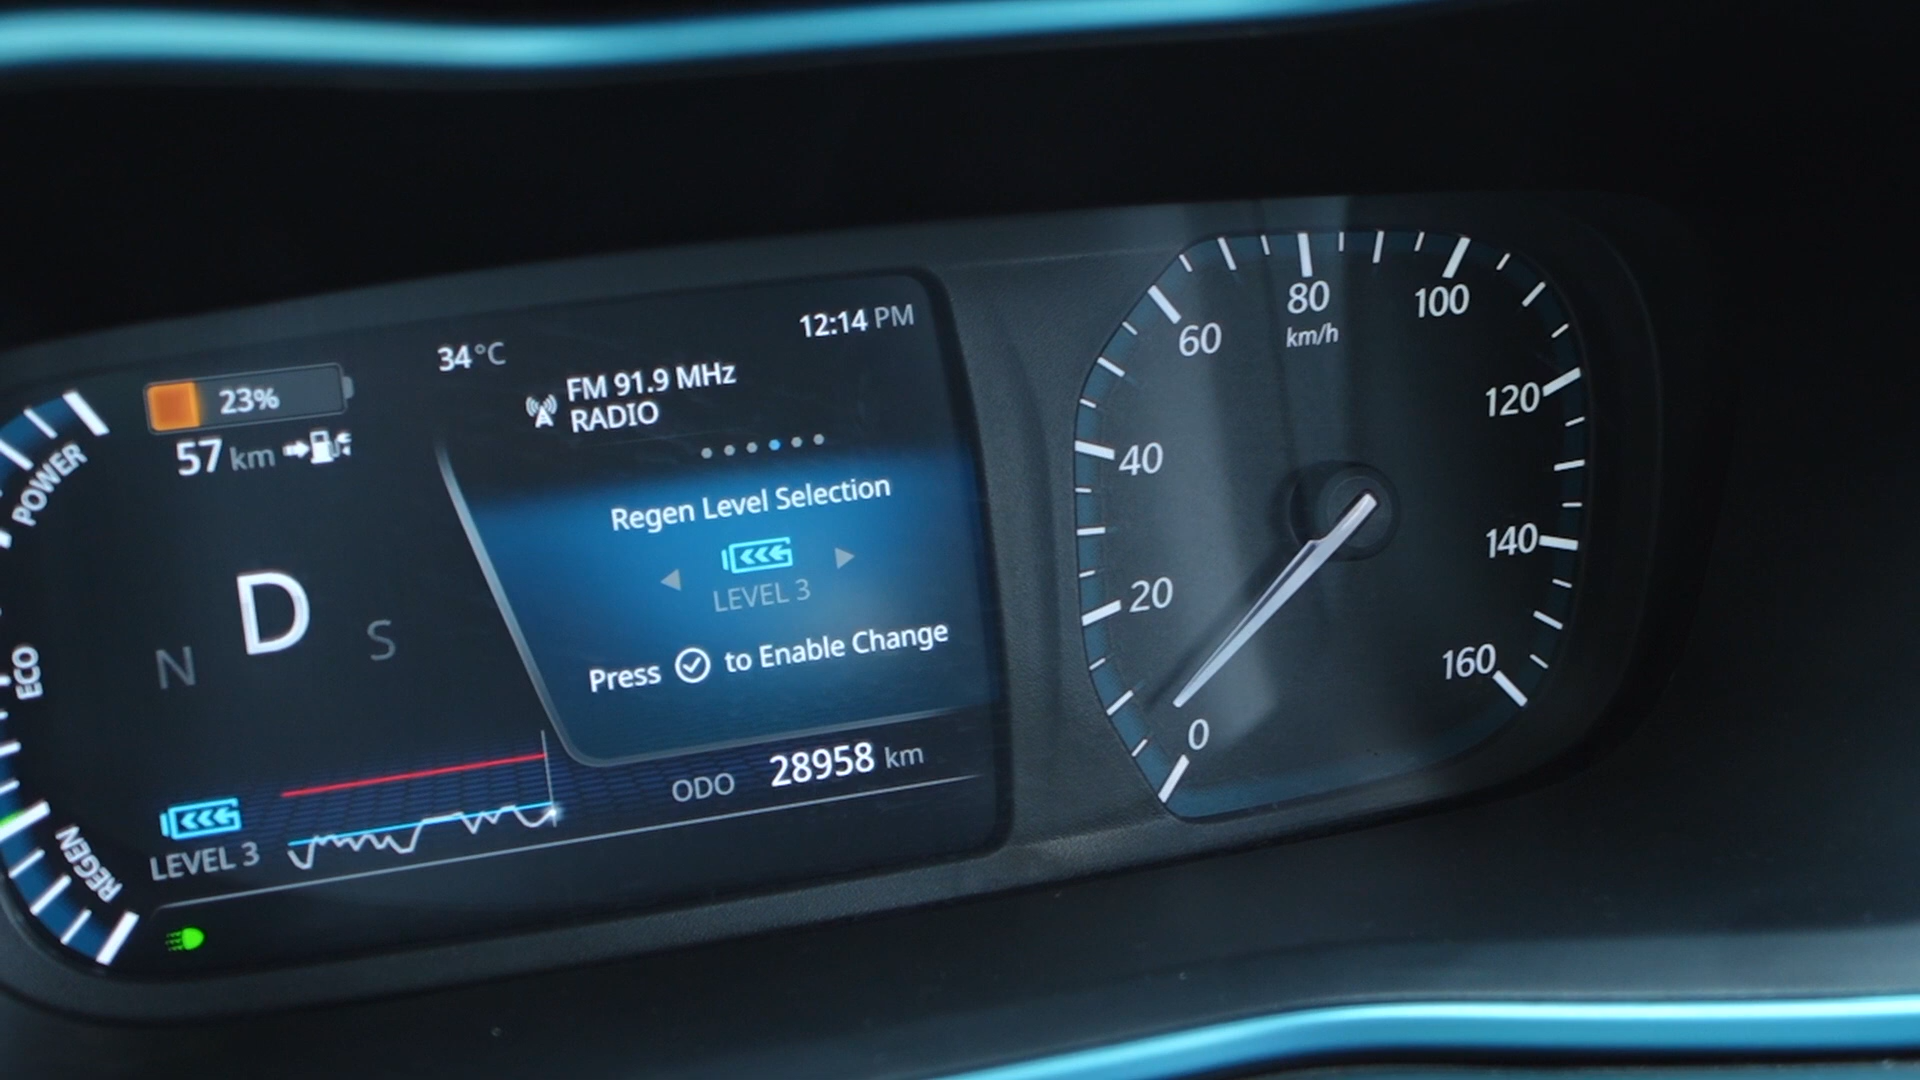 34°C
12:14 PM
23%
57 km
FM 91.9 MHz
RADIO
POWER
Regen Level Selection
LEVEL 3
Press to Enable Change
N D S
ECO
REGEN
LEVEL 3
ODO 28958 km
0
20
40
60
80
km/h
100
120
140
160